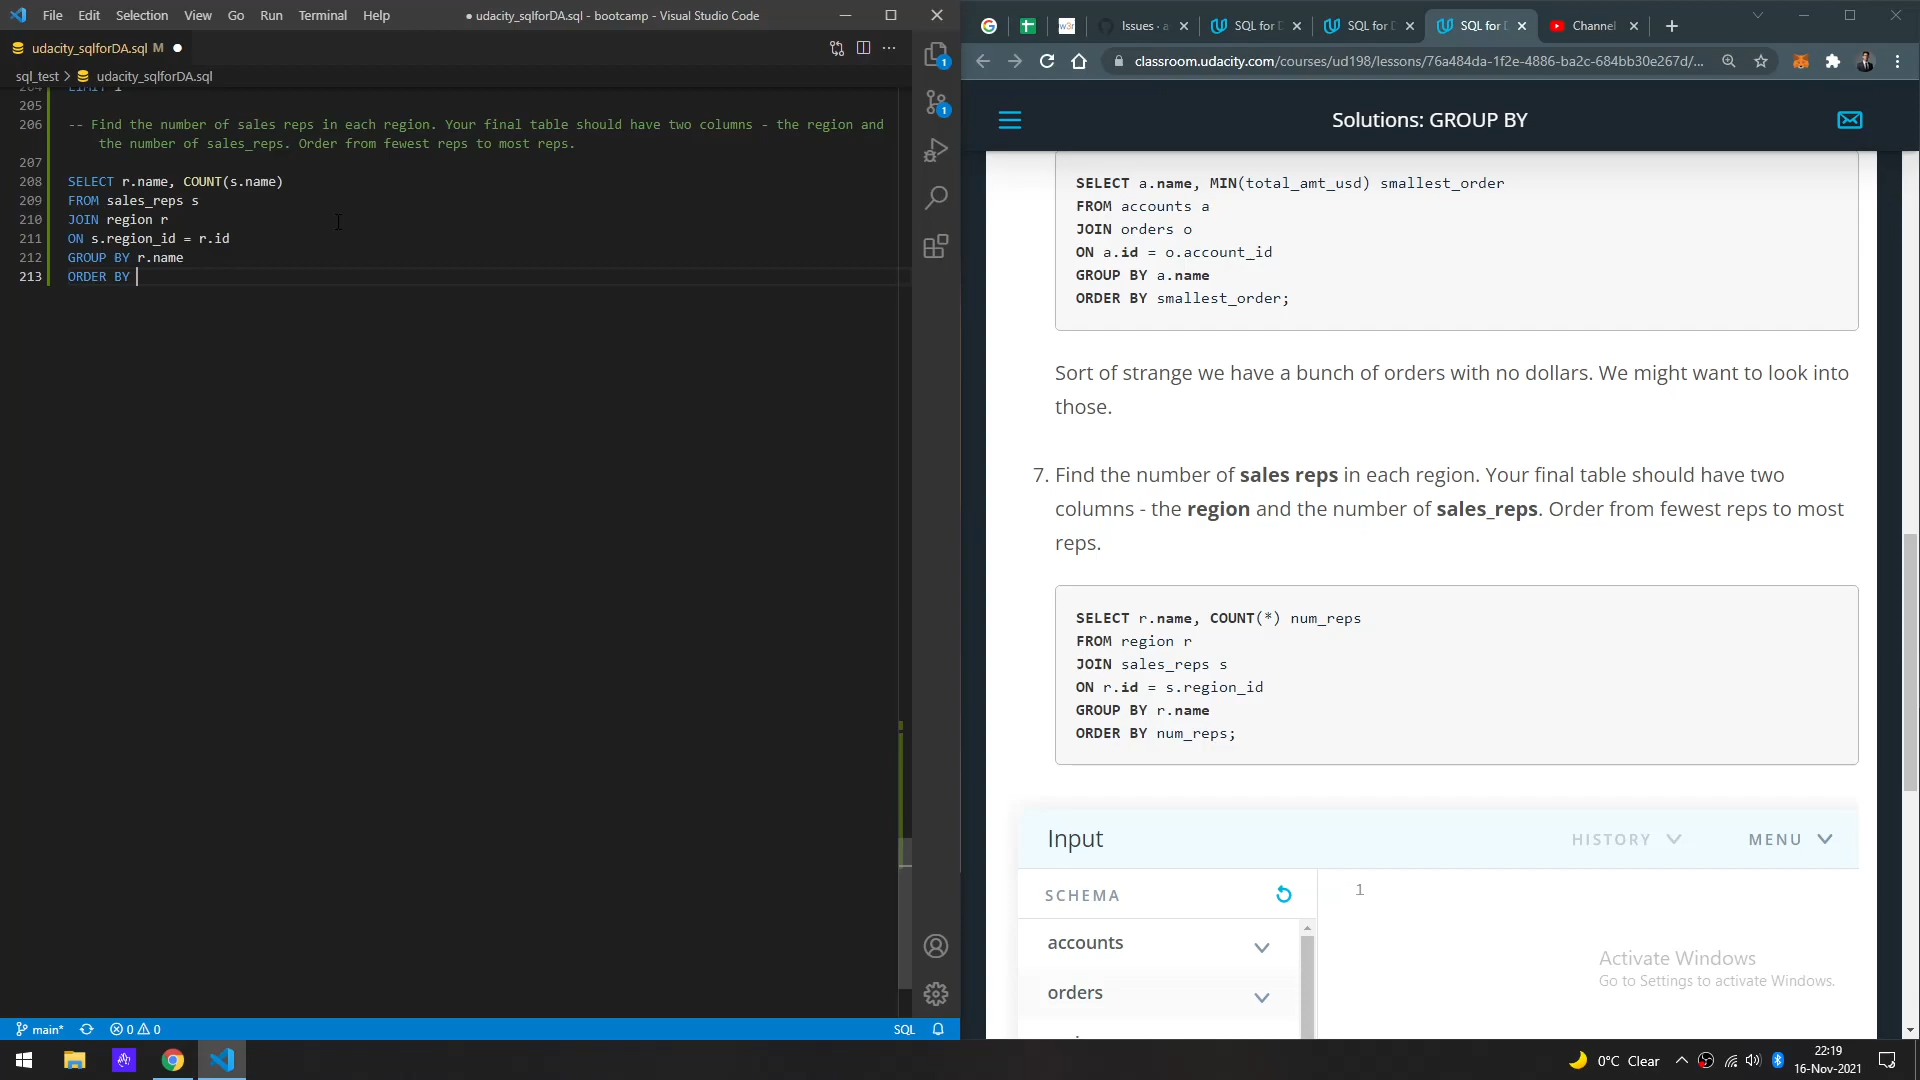 File Edit Selection View Go Run Terminal Help
● udacity_sqlforDA.sql - bootcamp - Visual Studio Code
udacity_sqlforDA.sql M ●
sql_test > udacity_sqlforDA.sql
205
206 -- Find the number of sales reps in each region. Your final table should have two columns - the region and
the number of sales_reps. Order from fewest reps to most reps.
207
208 SELECT r.name, COUNT(s.name)
209 FROM sales_reps s
210 JOIN region r
211 ON s.region_id = r.id
212 GROUP BY r.name
213 ORDER BY
1
1
main* 0 0 SQL
Issues · a SQL for SQL for SQL for Channel
classroom.udacity.com/courses/ud198/lessons/76a484da-1f2e-4886-ba2c-684bb30e267d/...
Solutions: GROUP BY
SELECT a.name, MIN(total_amt_usd) smallest_order
FROM accounts a
JOIN orders o
ON a.id = o.account_id
GROUP BY a.name
ORDER BY smallest_order;
Sort of strange we have a bunch of orders with no dollars. We might want to look into
those.
7. Find the number of sales reps in each region. Your final table should have two
columns - the region and the number of sales_reps. Order from fewest reps to most
reps.
SELECT r.name, COUNT(*) num_reps
FROM region r
JOIN sales_reps s
ON r.id = s.region_id
GROUP BY r.name
ORDER BY num_reps;
Input HISTORY MENU
SCHEMA 1
accounts
orders
Activate Windows
Go to Settings to activate Windows.
0°C Clear
22:19
16-Nov-2021